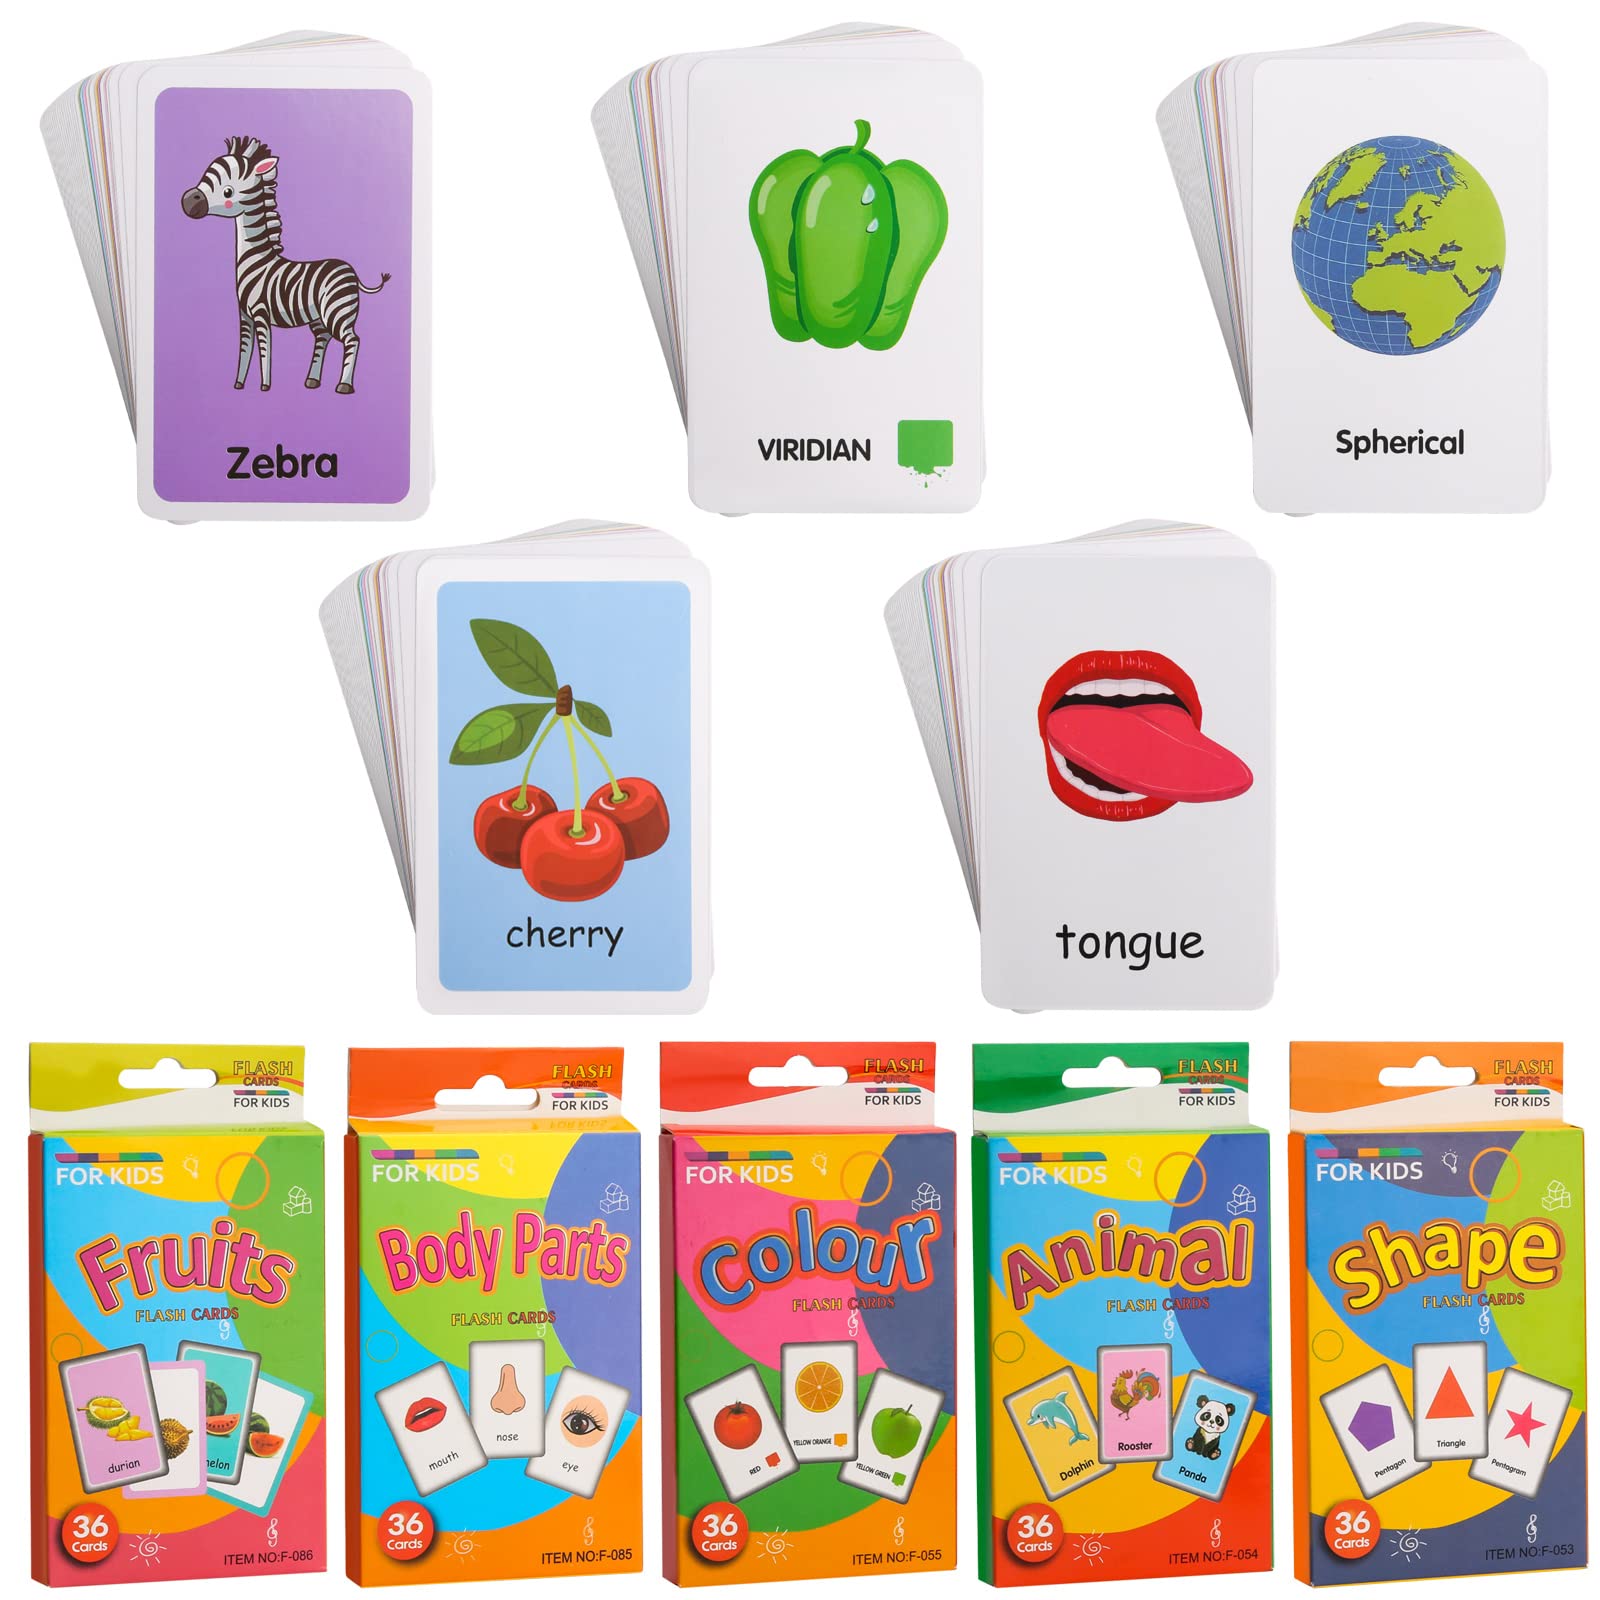 Zebra
VIRIDIAN
Spherical
cherry
tongue
FLASH
CARDS
FOR KIDS
FOR KIDS
Fruits
FLASH CARDS
durian
melon
36
Cards
ITEM NO:F-086
FLASH
CARDS
FOR KIDS
FOR KIDS
Body Parts
FLASH CARDS
mouth
nose
eye
36
Cards
ITEM NO:F-085
FLASH
CARDS
FOR KIDS
FOR KIDS
Colour
FLASH CARDS
RED
YELLOW ORANGE
YELLOW GREEN
36
Cards
ITEM NO:F-055
FLASH
CARDS
FOR KIDS
FOR KIDS
Animal
FLASH CARDS
Dolphin
Rooster
Panda
36
Cards
ITEM NO:F-054
FLASH
CARDS
FOR KIDS
FOR KIDS
Shape
FLASH CARDS
Pentagon
Triangle
Pentagram
36
Cards
ITEM NO:F-053